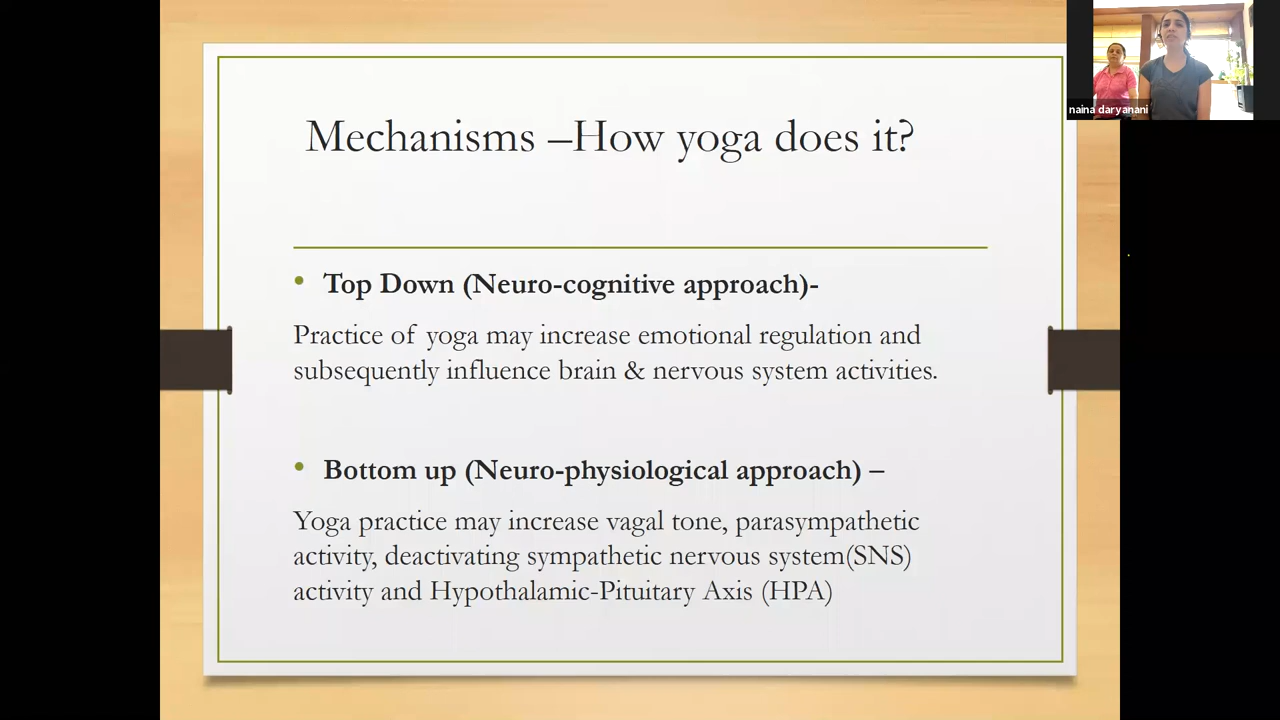 Mechanisms –How yoga does it?
• Top Down (Neuro-cognitive approach)-
Practice of yoga may increase emotional regulation and
subsequently influence brain & nervous system activities.
• Bottom up (Neuro-physiological approach) –
Yoga practice may increase vagal tone, parasympathetic
activity, deactivating sympathetic nervous system(SNS)
activity and Hypothalamic-Pituitary Axis (HPA)
naina daryanani